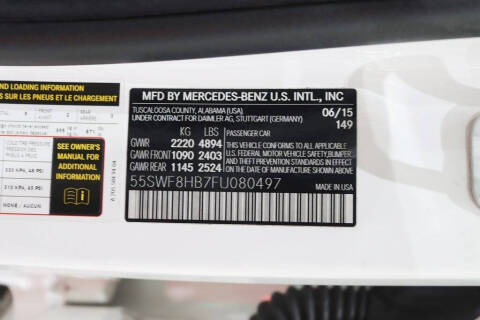 ND LOADING INFORMATION
S SUR LES PNEUS ET LE CHARGEMENT
SEE OWNER'S
MANUAL FOR
ADDITIONAL
INFORMATION
NONE / AUCUN
MFD BY MERCEDES-BENZ U.S. INTL., INC
TUSCALOOSA COUNTY, ALABAMA (USA)
UNDER CONTRACT FOR DAIMLER AG, STUTTGART (GERMANY)
06/15
149
KG LBS PASSENGER CAR
GVWR 2220 4894
GAWR FRONT 1090 2403
GAWR REAR 1145 2524
THIS VEHICLE CONFORMS TO ALL APPLICABLE
U.S. FEDERAL MOTOR VEHICLE SAFETY, BUMPER,
AND THEFT PREVENTION STANDARDS IN EFFECT
ON THE DATE OF MANUFACTURE SHOWN ABOVE.
55SWF8HB7FU080497